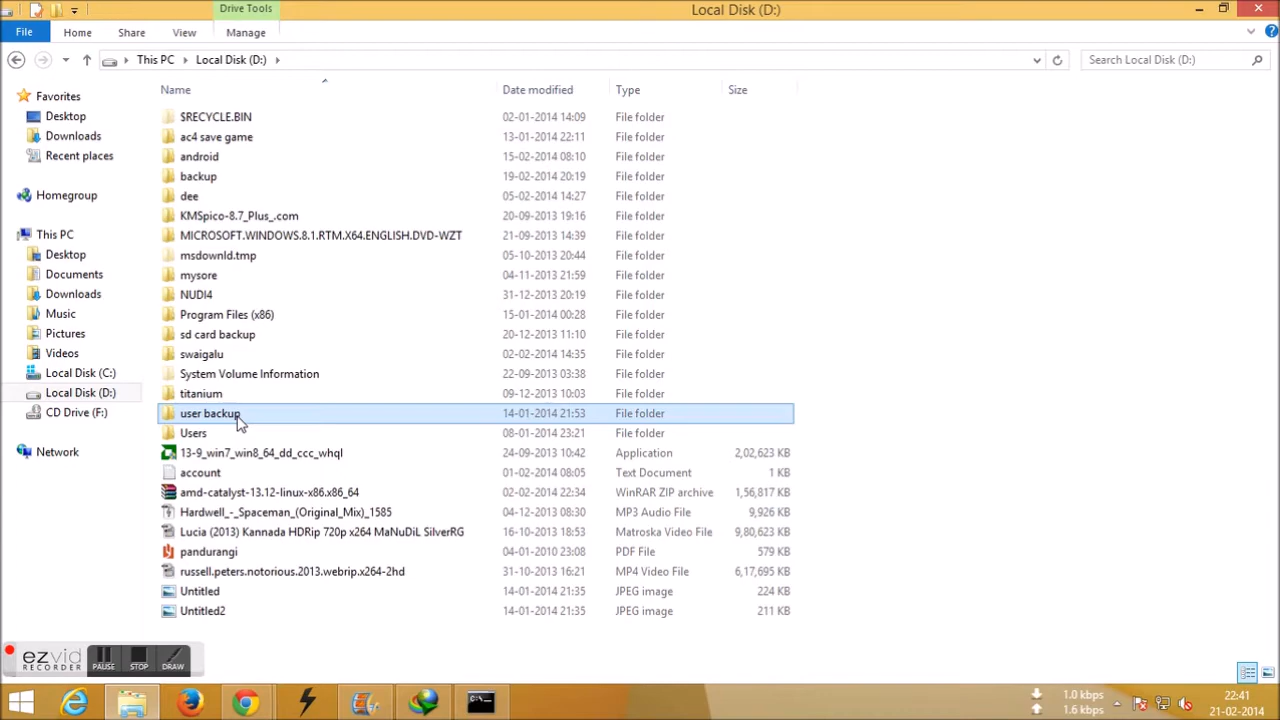 Drive Tools
Local Disk (D:)
File Home Share View Manage
This PC Local Disk (D:) Search Local Disk (D:)
Name Date modified Type Size
Favorites
Desktop
Downloads
Recent places
Homegroup
This PC
Desktop
Documents
Downloads
Music
Pictures
Videos
Local Disk (C:)
Local Disk (D:)
CD Drive (F:)
Network
$RECYCLE.BIN 02-01-2014 14:09 File folder
ac4 save game 13-01-2014 22:11 File folder
android 15-02-2014 08:10 File folder
backup 19-02-2014 20:19 File folder
dee 05-02-2014 14:27 File folder
KMSpico-8.7_Plus_.com 20-09-2013 19:16 File folder
MICROSOFT.WINDOWS.8.1.RTM.X64.ENGLISH.DVD-WZT 21-09-2013 14:39 File folder
msdownld.tmp 05-10-2013 20:44 File folder
mysore 04-11-2013 21:59 File folder
NUDI4 31-12-2013 20:19 File folder
Program Files (x86) 15-01-2014 00:28 File folder
sd card backup 20-12-2013 11:10 File folder
swaigalu 02-02-2014 14:35 File folder
System Volume Information 22-09-2013 03:38 File folder
titanium 09-12-2013 10:03 File folder
user backup 14-01-2014 21:53 File folder
Users 08-01-2014 23:21 File folder
13-9_win7_win8_64_dd_ccc_whql 24-09-2013 10:42 Application 2,02,623 KB
account 01-02-2014 08:05 Text Document 1 KB
amd-catalyst-13.12-linux-x86.x86_64 02-02-2014 22:34 WinRAR ZIP archive 1,56,817 KB
Hardwell_-_Spaceman_(Original_Mix)_1585 04-12-2013 08:30 MP3 Audio File 9,926 KB
Lucia (2013) Kannada HDRip 720p x264 MaNuDiL SilverRG 16-10-2013 18:53 Matroska Video File 9,80,623 KB
pandurangi 04-01-2010 23:08 PDF File 579 KB
russell.peters.notorious.2013.webrip.x264-2hd 31-10-2013 16:21 MP4 Video File 6,17,695 KB
Untitled 14-01-2014 21:35 JPEG image 224 KB
Untitled2 14-01-2014 21:35 JPEG image 211 KB
ezvid
RECORDER PAUSE STOP DRAW
1.0 kbps
1.6 kbps
22:41
21-02-2014